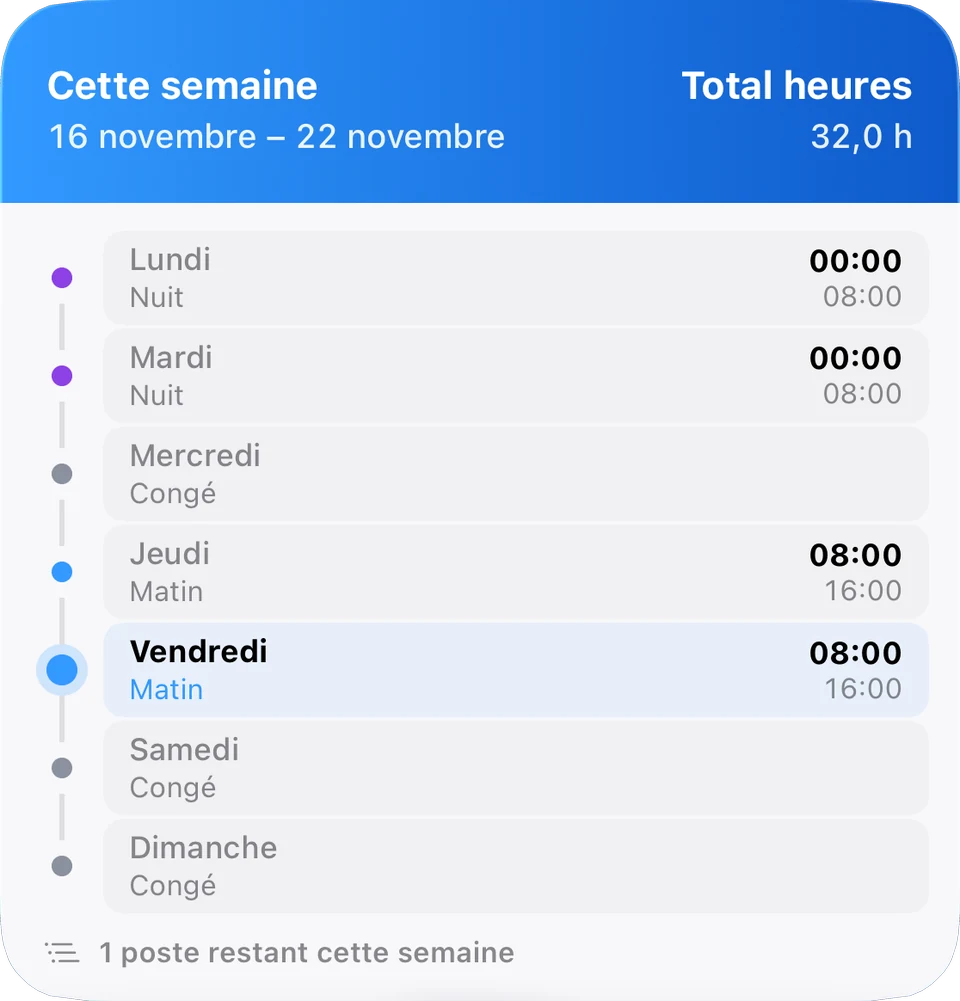 Cette semaine
Total heures
16 novembre – 22 novembre
32,0 h
Lundi
00:00
Nuit
08:00
Mardi
00:00
Nuit
08:00
Mercredi
Congé
Jeudi
08:00
Matin
16:00
Vendredi
08:00
Matin
16:00
Samedi
Congé
Dimanche
Congé
1 poste restant cette semaine